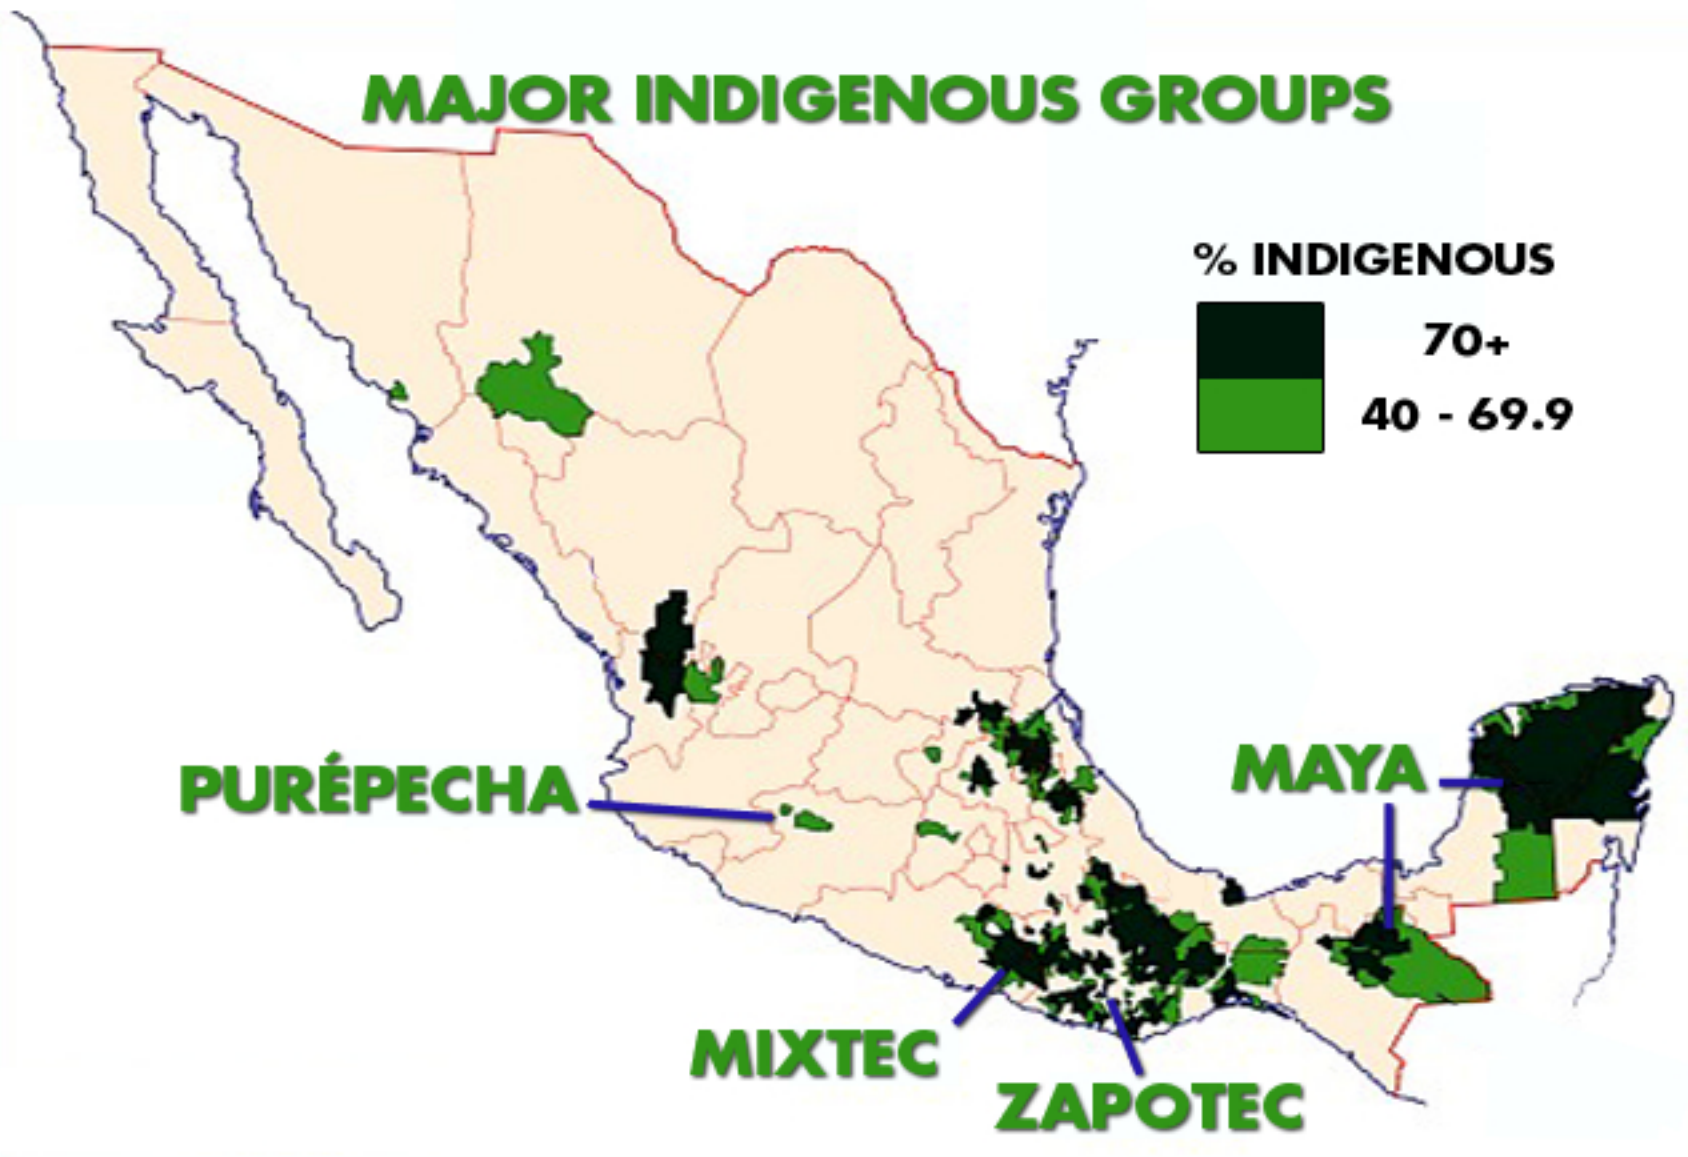 MAJOR INDIGENOUS GROUPS
% INDIGENOUS
70+
40 - 69.9
PURÉPECHA
MAYA
MIXTEC
ZAPOTEC